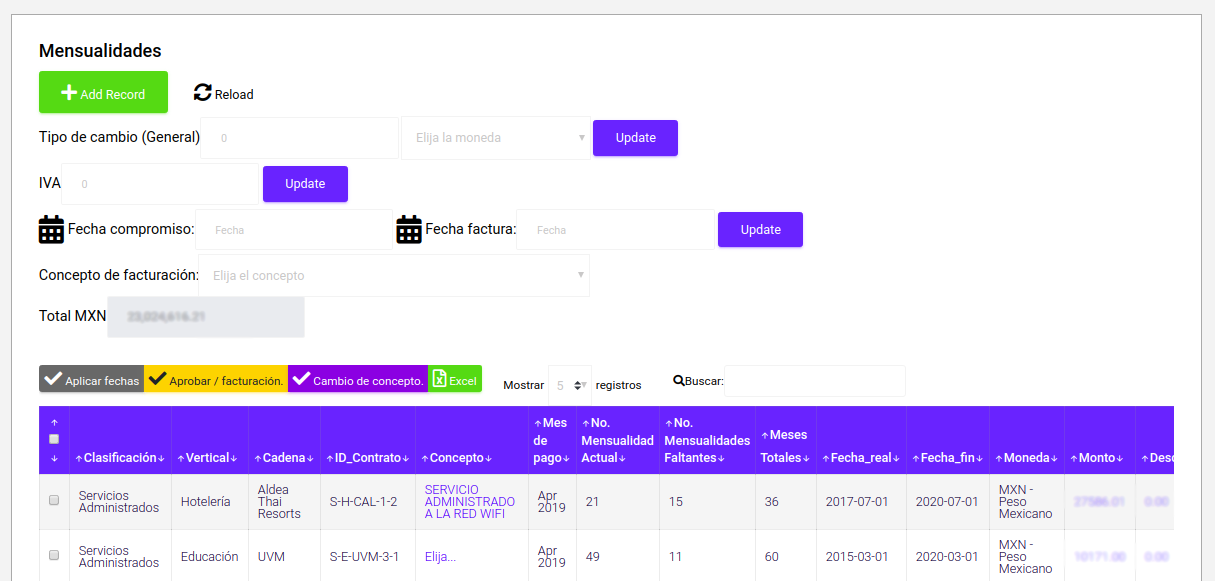 Mensualidades
Add Record Reload
Tipo de cambio (General) 0 Elija la moneda Update
IVA 0 Update
Fecha compromiso: Fecha Fecha factura: Fecha Update
Concepto de facturación: Elija el concepto
Total MXN
Aplicar fechas Aprobar / facturación. Cambio de concepto. Excel Mostrar 5 registros Buscar:
↑ ↓ ↑Clasificación↓ ↑Vertical↓ ↑Cadena↓ ↑ID_Contrato↓ ↑Concepto↓ ↑Mes de pago↓ ↑No. Mensualidad Actual↓ ↑No. Mensualidades Faltantes↓ ↑Meses Totales↓ ↑Fecha_real↓ ↑Fecha_fin↓ ↑Moneda↓ ↑Monto↓ ↑Desc
Servicios Administrados Hotelería Aldea Thai Resorts S-H-CAL-1-2 SERVICIO ADMINISTRADO A LA RED WIFI Apr 2019 21 15 36 2017-07-01 2020-07-01 MXN - Peso Mexicano
Servicios Administrados Educación UVM S-E-UVM-3-1 Elija... Apr 2019 49 11 60 2015-03-01 2020-03-01 MXN - Peso Mexicano